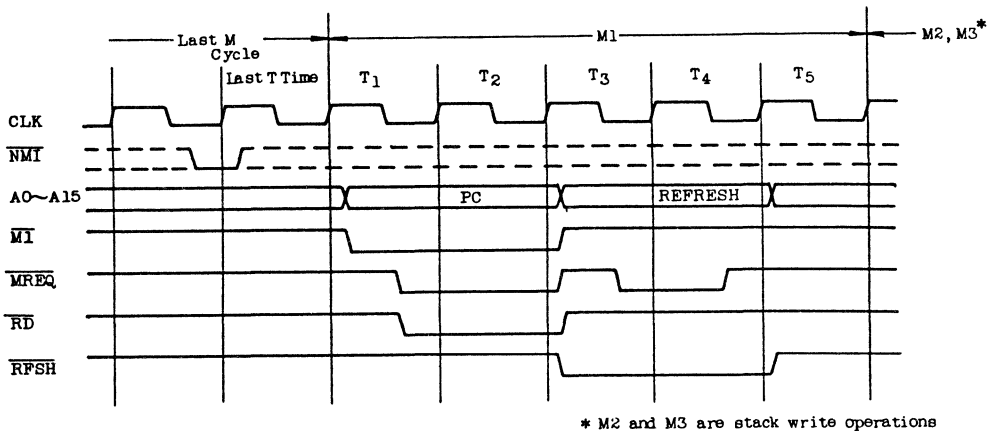 Last M
Cycle
M1
M2, M3*
Last T Time
T1
T2
T3
T4
T5
CLK
NMI
A0~A15
PC
REFRESH
M1
MREQ
RD
RFSH
* M2 and M3 are stack write operations